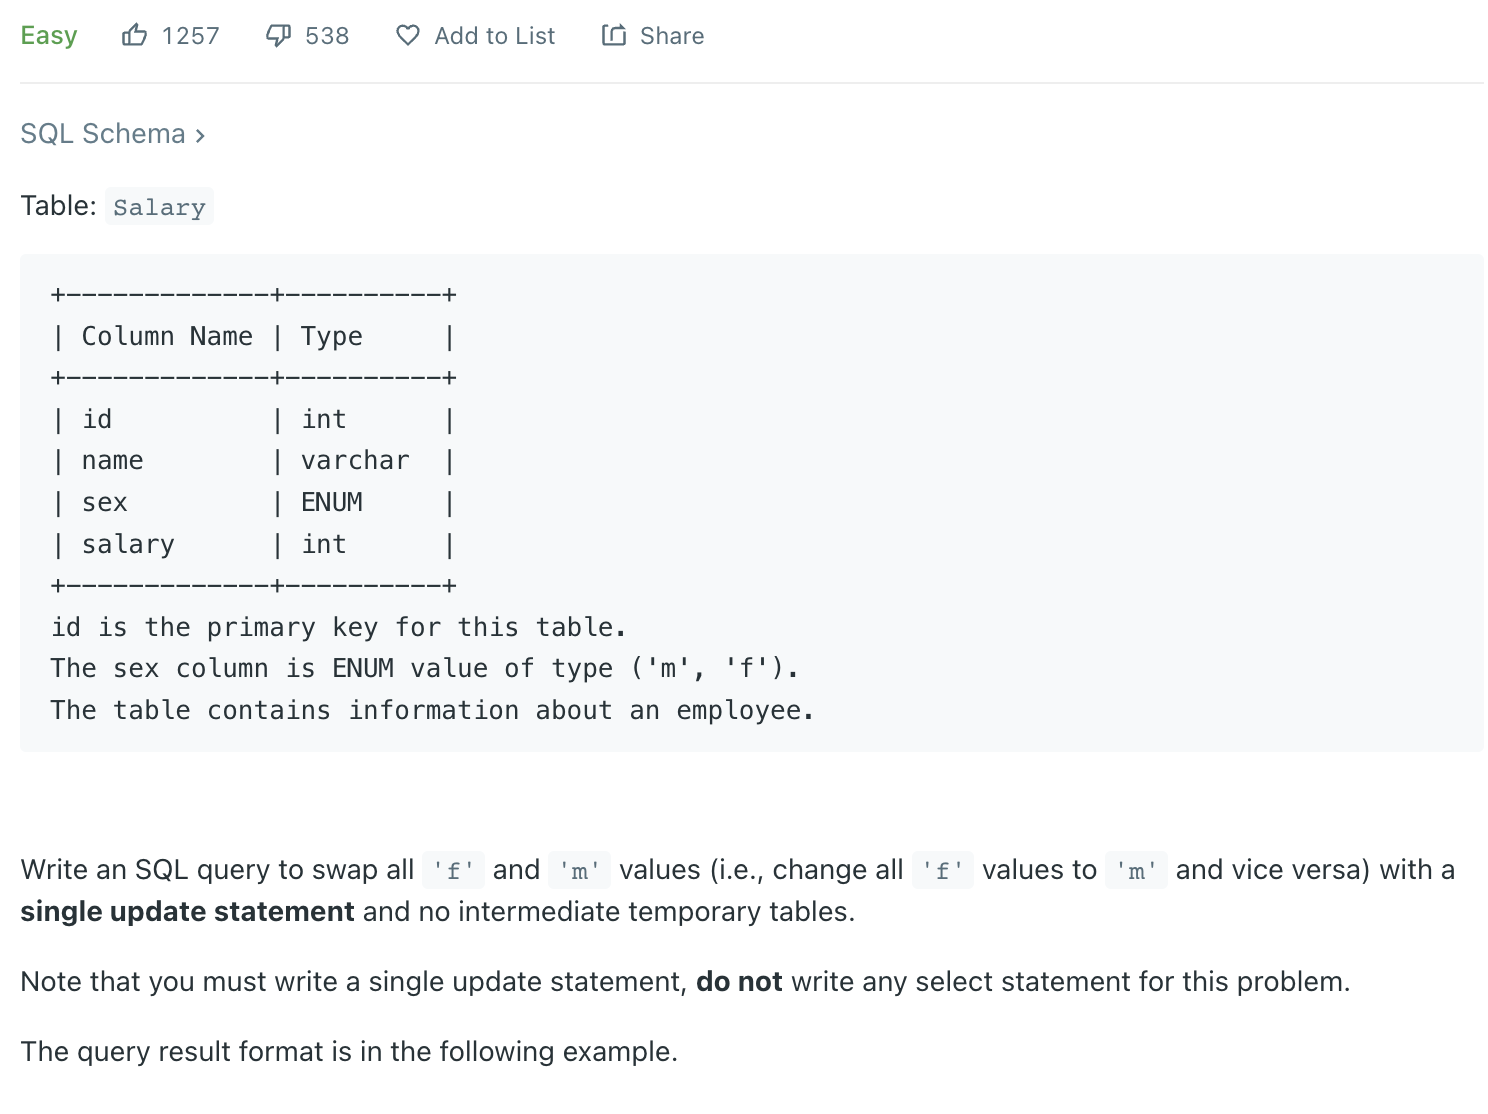 Easy 1257 538 Add to List Share
SQL Schema ›
Table: Salary
+-------------+----------+
| Column Name | Type     |
+-------------+----------+
| id          | int      |
| name        | varchar  |
| sex         | ENUM     |
| salary      | int      |
+-------------+----------+
id is the primary key for this table.
The sex column is ENUM value of type ('m', 'f').
The table contains information about an employee.
Write an SQL query to swap all 'f' and 'm' values (i.e., change all 'f' values to 'm' and vice versa) with a
single update statement and no intermediate temporary tables.
Note that you must write a single update statement, do not write any select statement for this problem.
The query result format is in the following example.